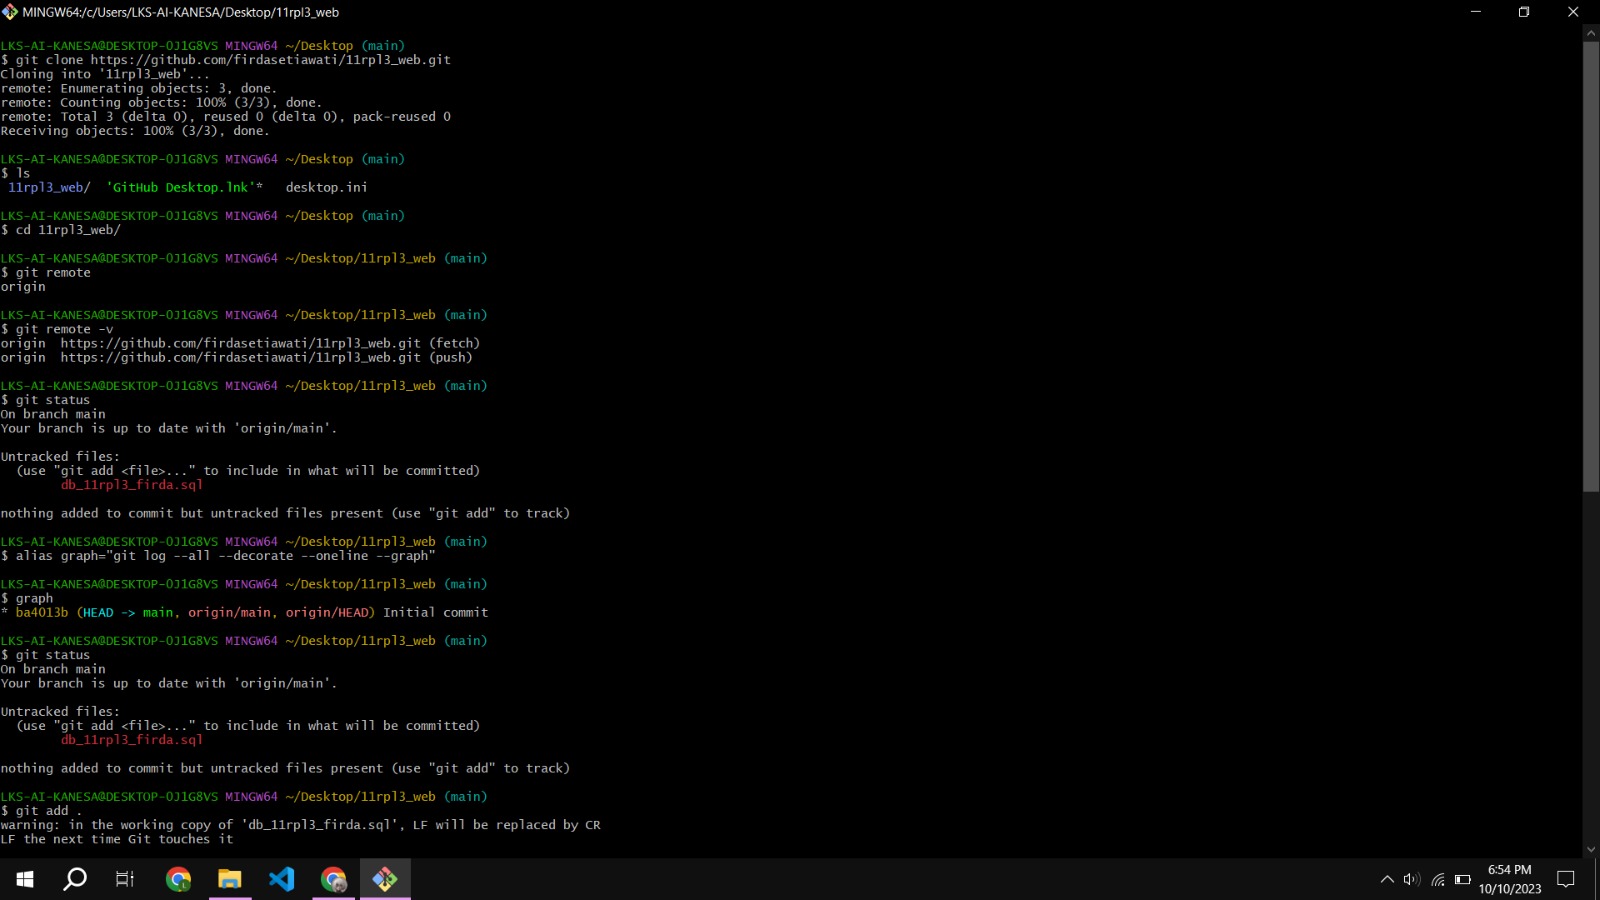 MINGW64:/c/Users/LKS-AI-KANESA/Desktop/11rpl3_web
LKS-AI-KANESA@DESKTOP-OJ1G8VS MINGW64 ~/Desktop (main)
$ git clone https://github.com/firdasetiawati/11rpl3_web.git
Cloning into '11rpl3_web'...
remote: Enumerating objects: 3, done.
remote: Counting objects: 100% (3/3), done.
remote: Total 3 (delta 0), reused 0 (delta 0), pack-reused 0
Receiving objects: 100% (3/3), done.
LKS-AI-KANESA@DESKTOP-OJ1G8VS MINGW64 ~/Desktop (main)
$ ls
11rpl3_web/  'GitHub Desktop.lnk'*   desktop.ini
LKS-AI-KANESA@DESKTOP-OJ1G8VS MINGW64 ~/Desktop (main)
$ cd 11rpl3_web/
LKS-AI-KANESA@DESKTOP-OJ1G8VS MINGW64 ~/Desktop/11rpl3_web (main)
$ git remote
origin
LKS-AI-KANESA@DESKTOP-OJ1G8VS MINGW64 ~/Desktop/11rpl3_web (main)
$ git remote -v
origin  https://github.com/firdasetiawati/11rpl3_web.git (fetch)
origin  https://github.com/firdasetiawati/11rpl3_web.git (push)
LKS-AI-KANESA@DESKTOP-OJ1G8VS MINGW64 ~/Desktop/11rpl3_web (main)
$ git status
On branch main
Your branch is up to date with 'origin/main'.
Untracked files:
  (use "git add <file>..." to include in what will be committed)
        db_11rpl3_firda.sql
nothing added to commit but untracked files present (use "git add" to track)
LKS-AI-KANESA@DESKTOP-OJ1G8VS MINGW64 ~/Desktop/11rpl3_web (main)
$ alias graph="git log --all --decorate --oneline --graph"
LKS-AI-KANESA@DESKTOP-OJ1G8VS MINGW64 ~/Desktop/11rpl3_web (main)
$ graph
* ba4013b (HEAD -> main, origin/main, origin/HEAD) Initial commit
LKS-AI-KANESA@DESKTOP-OJ1G8VS MINGW64 ~/Desktop/11rpl3_web (main)
$ git status
On branch main
Your branch is up to date with 'origin/main'.
Untracked files:
  (use "git add <file>..." to include in what will be committed)
        db_11rpl3_firda.sql
nothing added to commit but untracked files present (use "git add" to track)
LKS-AI-KANESA@DESKTOP-OJ1G8VS MINGW64 ~/Desktop/11rpl3_web (main)
$ git add .
warning: in the working copy of 'db_11rpl3_firda.sql', LF will be replaced by CR
LF the next time Git touches it
6:54 PM
10/10/2023